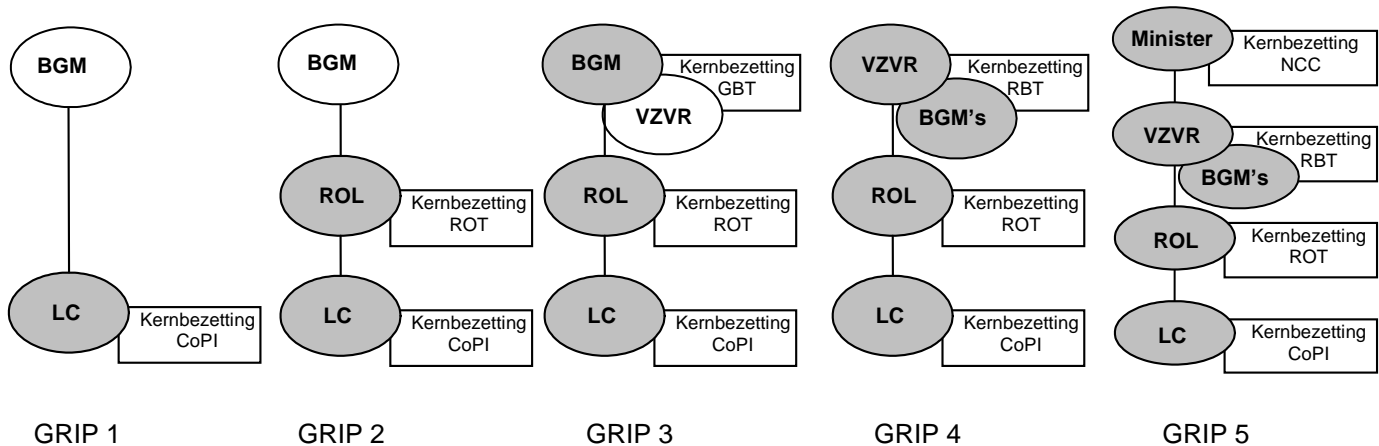 BGM
LC
Kernbezetting
CoPI
GRIP 1
BGM
ROL
Kernbezetting
ROT
LC
Kernbezetting
CoPI
GRIP 2
BGM
Kernbezetting
GBT
VZVR
ROL
Kernbezetting
ROT
LC
Kernbezetting
CoPI
GRIP 3
VZVR
Kernbezetting
RBT
BGM's
ROL
Kernbezetting
ROT
LC
Kernbezetting
CoPI
GRIP 4
Minister
Kernbezetting
NCC
VZVR
Kernbezetting
RBT
BGM's
ROL
Kernbezetting
ROT
LC
Kernbezetting
CoPI
GRIP 5